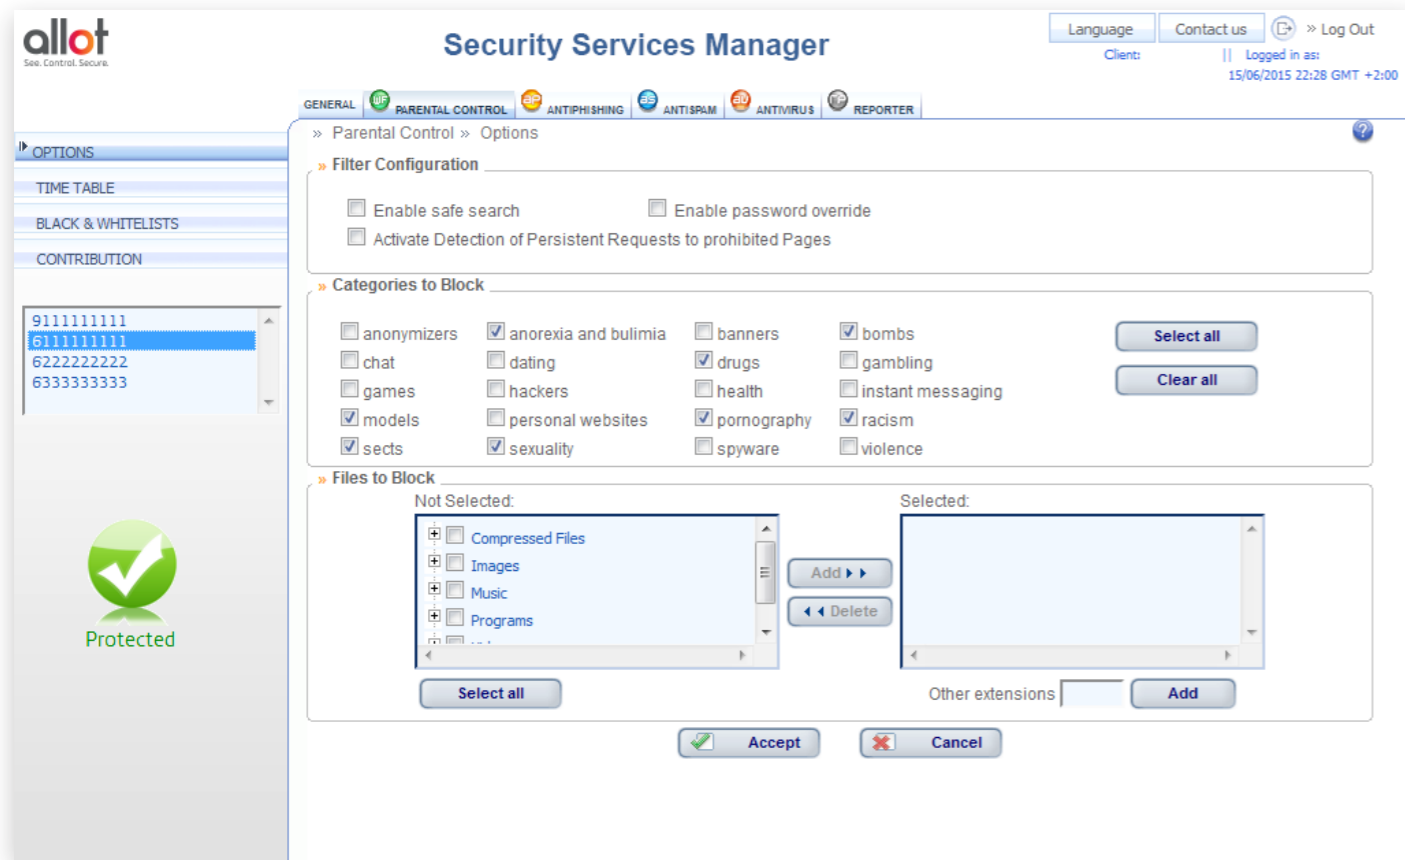 allot
See. Control. Secure.
Security Services Manager
Language
Contact us
» Log Out
Client:
|| Logged in as:
15/06/2015 22:28 GMT +2:00
GENERAL
WF PARENTAL CONTROL
aP ANTIPHISHING
as ANTISPAM
ANTIVIRUS
REPORTER
OPTIONS
TIME TABLE
BLACK & WHITELISTS
CONTRIBUTION
9111111111
6111111111
6222222222
6333333333
Protected
» Parental Control » Options
?
» Filter Configuration
Enable safe search
Enable password override
Activate Detection of Persistent Requests to prohibited Pages
» Categories to Block
anonymizers anorexia and bulimia banners bombs
chat dating drugs gambling
games hackers health instant messaging
models personal websites pornography racism
sects sexuality spyware violence
Select all
Clear all
» Files to Block
Not Selected:
Compressed Files
Images
Music
Programs
Add
Delete
Selected:
Select all
Other extensions
Add
Accept
Cancel